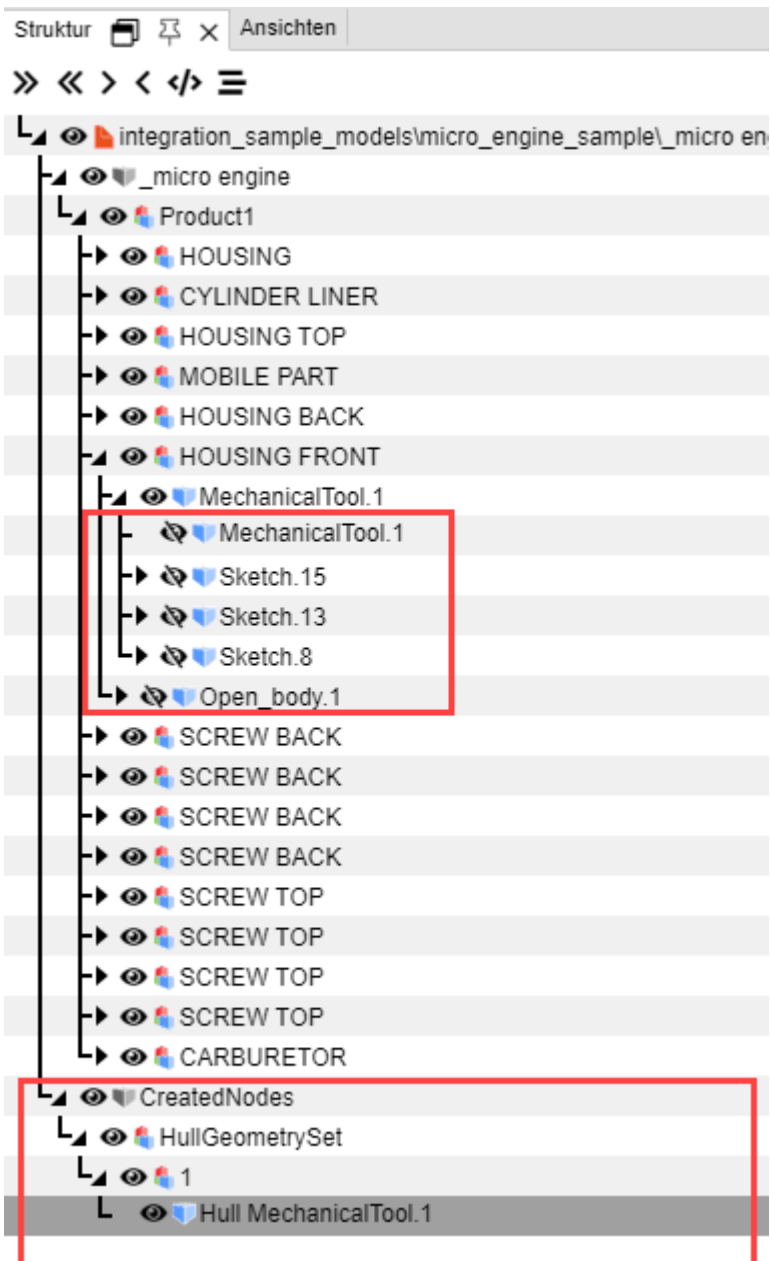 Struktur Ansichten
integration_sample_models\micro_engine_sample\_micro en
_micro engine
Product1
HOUSING
CYLINDER LINER
HOUSING TOP
MOBILE PART
HOUSING BACK
HOUSING FRONT
MechanicalTool.1
MechanicalTool.1
Sketch.15
Sketch.13
Sketch.8
Open_body.1
SCREW BACK
SCREW BACK
SCREW BACK
SCREW BACK
SCREW TOP
SCREW TOP
SCREW TOP
SCREW TOP
CARBURETOR
CreatedNodes
HullGeometrySet
1
Hull MechanicalTool.1